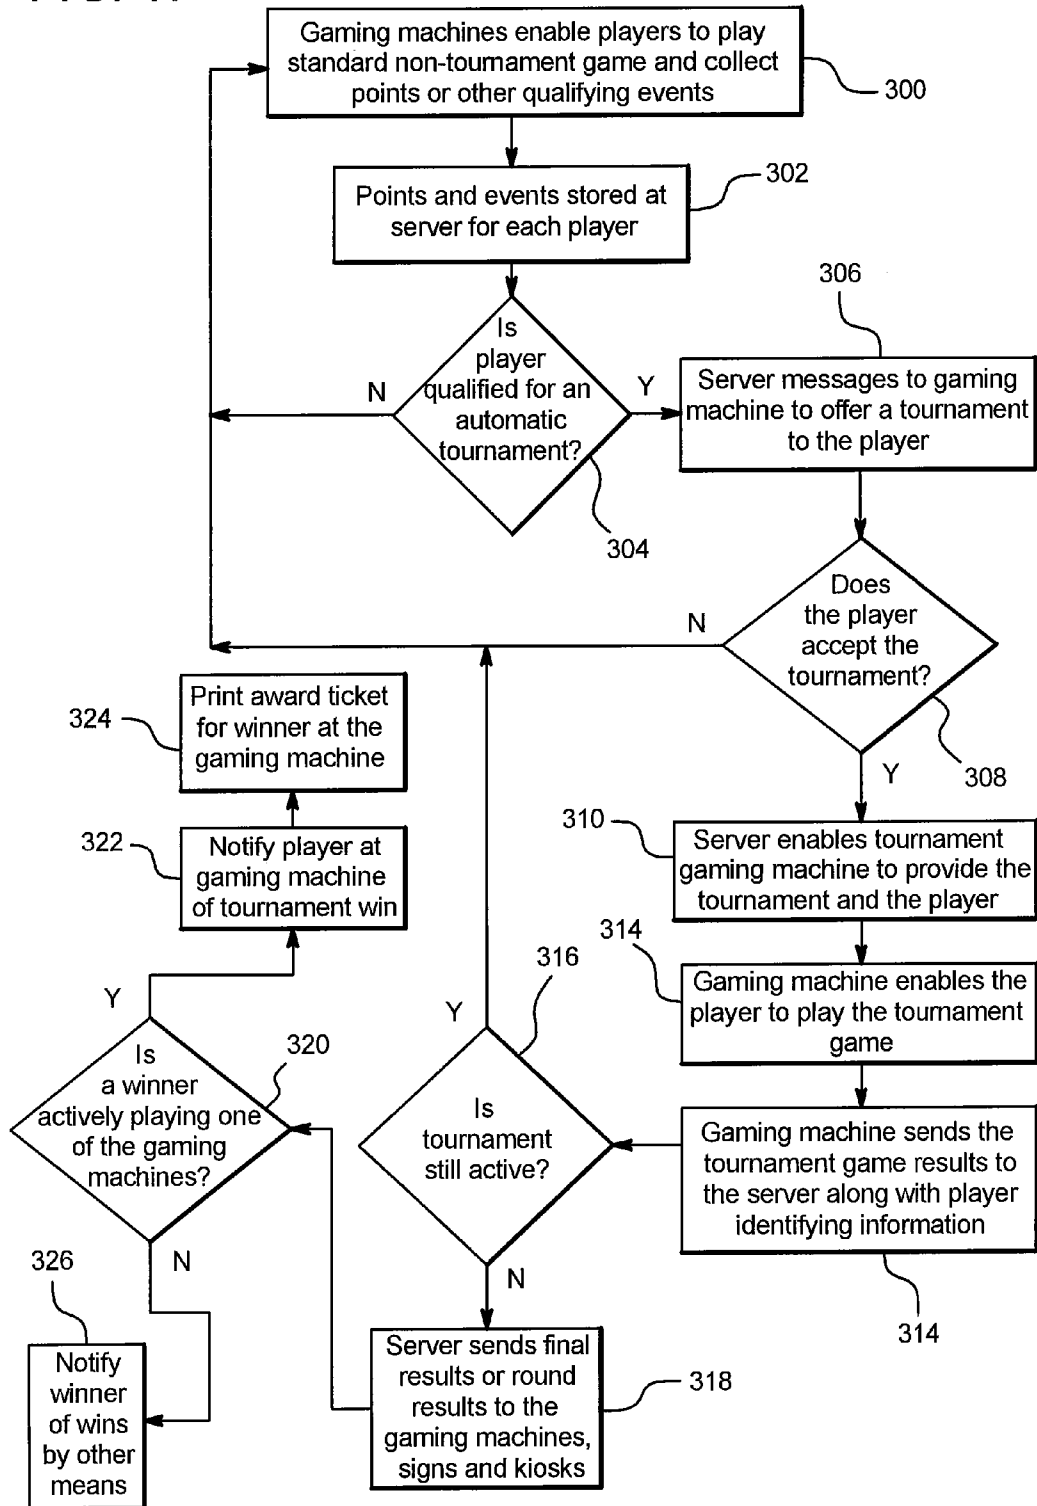 Gaming machines enable players to play
standard non-tournament game and collect
points or other qualifying events
300
Points and events stored at
server for each player
302
Is
player
qualified for an
automatic
tournament?
N
Y
304
306
Server messages to gaming
machine to offer a tournament
to the player
Does
the player
accept the
tournament?
N
Y
308
310
Server enables tournament
gaming machine to provide the
tournament and the player
314
Gaming machine enables the
player to play the tournament
game
Gaming machine sends the
tournament game results to
the server along with player
identifying information
314
316
Is
tournament
still active?
Y
N
Server sends final
results or round
results to the
gaming machines,
signs and kiosks
318
Is
a winner
actively playing one
of the gaming
machines?
320
Y
N
322
Notify player at
gaming machine
of tournament win
324
Print award ticket
for winner at the
gaming machine
326
Notify
winner
of wins
by other
means